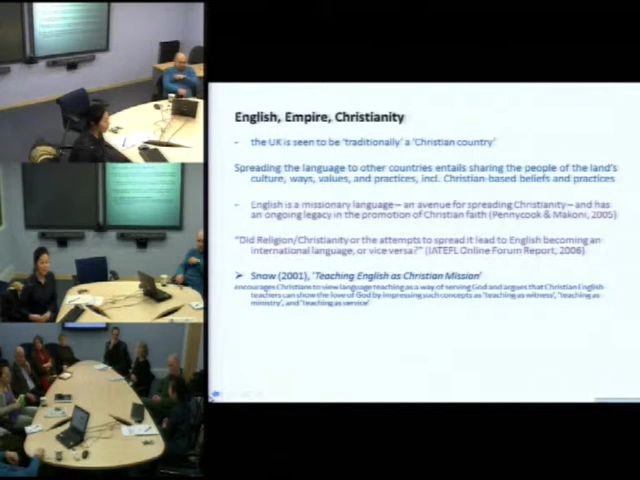 English, Empire, Christianity
- the UK is seen to be 'traditionally' a 'Christian country'
Spreading the language to other countries entails sharing the people of the land's
culture, ways, values, and practices, incl. Christian-based beliefs and practices
- English is a missionary language– an avenue for spreading Christianity– and has
an ongoing legacy in the promotion of Christian faith (Pennycook & Makoni, 2005)
"Did Religion/Christianity or the attempts to spread it lead to English becoming an
international language, or vice versa?" (IATEFL Online Forum Report, 2006)
➤ Snow (2001), 'Teaching English as Christian Mission'
encourages Christians to view language teaching as a way of serving God and argues that Christian English
teachers can show the love of God by impressing such concepts as 'teaching as witness', 'teaching as
ministry', and 'teaching as service'